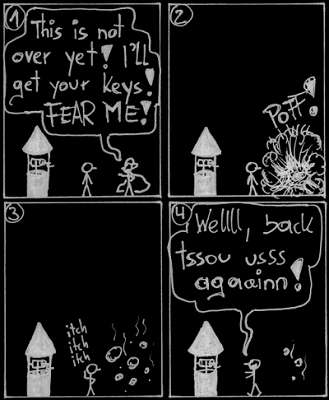 1
This is not
over yet! I'll
get your keys!
FEAR ME!
2
Poff!
3
itch
itch
itch
4
Wellll, back
tssou usss
agaainn!